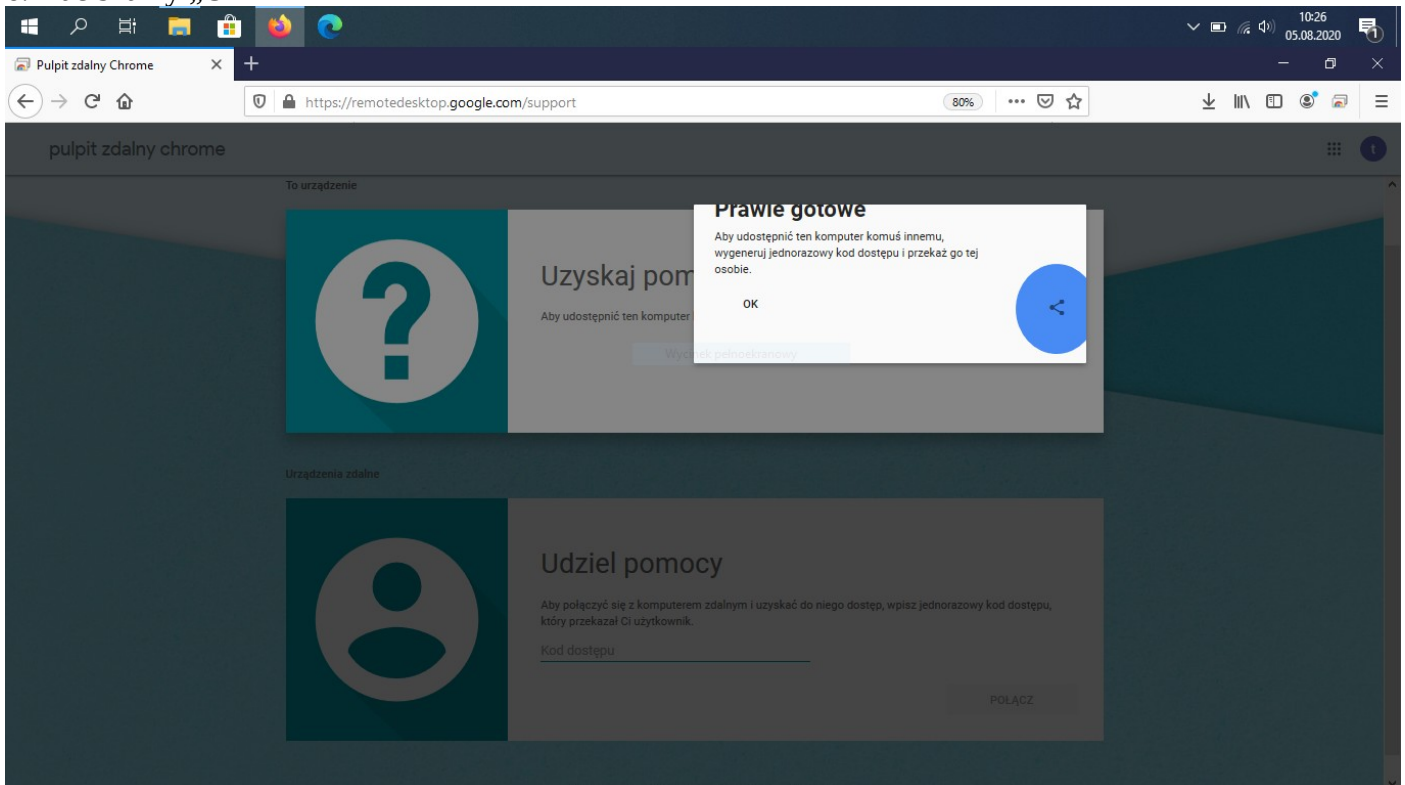 10:26
05.08.2020
Pulpit zdalny Chrome
https://remotedesktop.google.com/support
80%
pulpit zdalny chrome
t
To urządzenie
Prawie gotowe
Aby udostępnić ten komputer komuś innemu,
wygeneruj jednorazowy kod dostępu i przekaż go tej
osobie.
OK
Uzyskaj pom
Aby udostępnić ten komputer
Wycinek pełnoekranowy
Urządzenia zdalne
Udziel pomocy
Aby połączyć się z komputerem zdalnym i uzyskać do niego dostęp, wpisz jednorazowy kod dostępu,
który przekazał Ci użytkownik.
Kod dostępu
POŁĄCZ